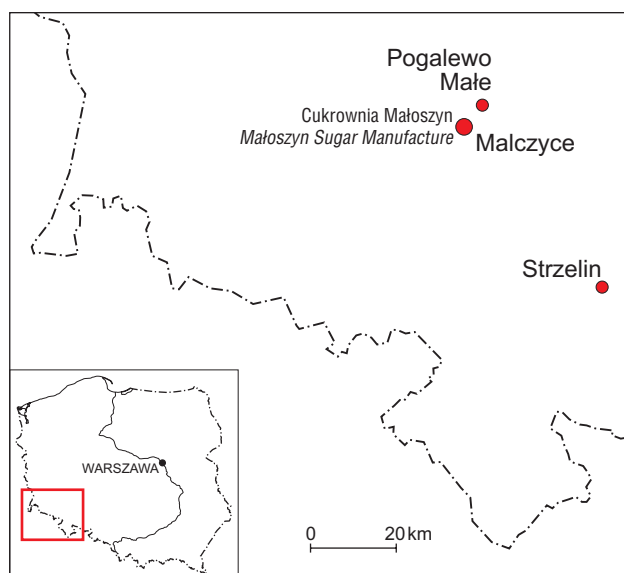 Pogalewo
Małe
Cukrownia Małoszyn
Małoszyn Sugar Manufacture
Malczyce
Strzelin
WARSZAWA
0 20 km